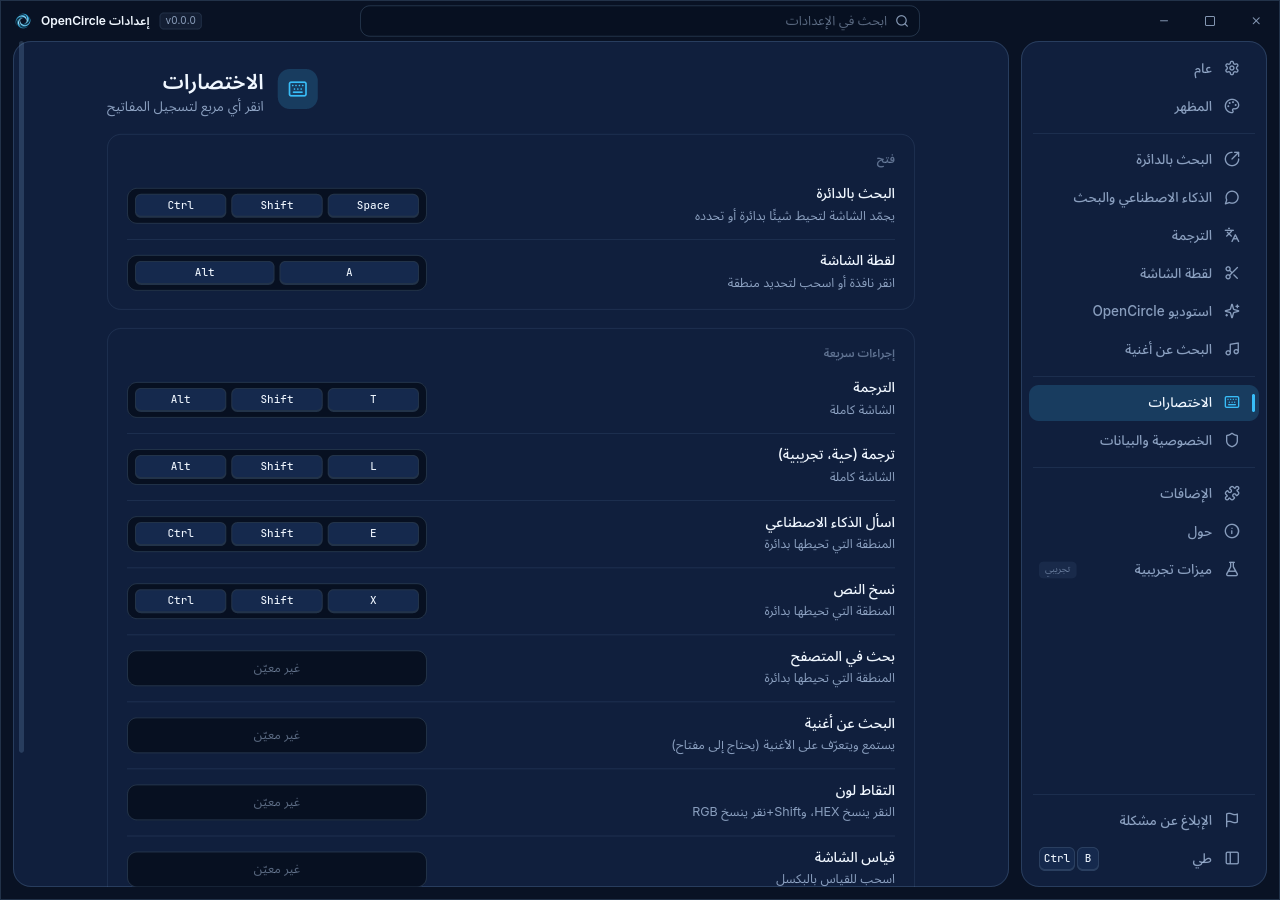 إعدادات OpenCircle
v0.0.0
ابحث في الإعدادات
عام
المظهر
البحث بالدائرة
الذكاء الاصطناعي والبحث
الترجمة
لقطة الشاشة
استوديو OpenCircle
البحث عن أغنية
الاختصارات
الخصوصية والبيانات
الإضافات
حول
ميزات تجريبية
تجريبي
الإبلاغ عن مشكلة
طي
Ctrl B
الاختصارات
انقر أي مربع لتسجيل المفاتيح
فتح
البحث بالدائرة
يجمّد الشاشة لتحيط شيئًا بدائرة أو تحدده
Ctrl Shift Space
لقطة الشاشة
انقر نافذة أو اسحب لتحديد منطقة
Alt A
إجراءات سريعة
الترجمة
الشاشة كاملة
Alt Shift T
ترجمة (حية، تجريبية)
الشاشة كاملة
Alt Shift L
اسأل الذكاء الاصطناعي
المنطقة التي تحيطها بدائرة
Ctrl Shift E
نسخ النص
المنطقة التي تحيطها بدائرة
Ctrl Shift X
بحث في المتصفح
المنطقة التي تحيطها بدائرة
غير معيّن
البحث عن أغنية
يستمع ويتعرّف على الأغنية (يحتاج إلى مفتاح)
غير معيّن
التقاط لون
النقر ينسخ HEX، وShift+نقر ينسخ RGB
غير معيّن
قياس الشاشة
اسحب للقياس بالبكسل
غير معيّن